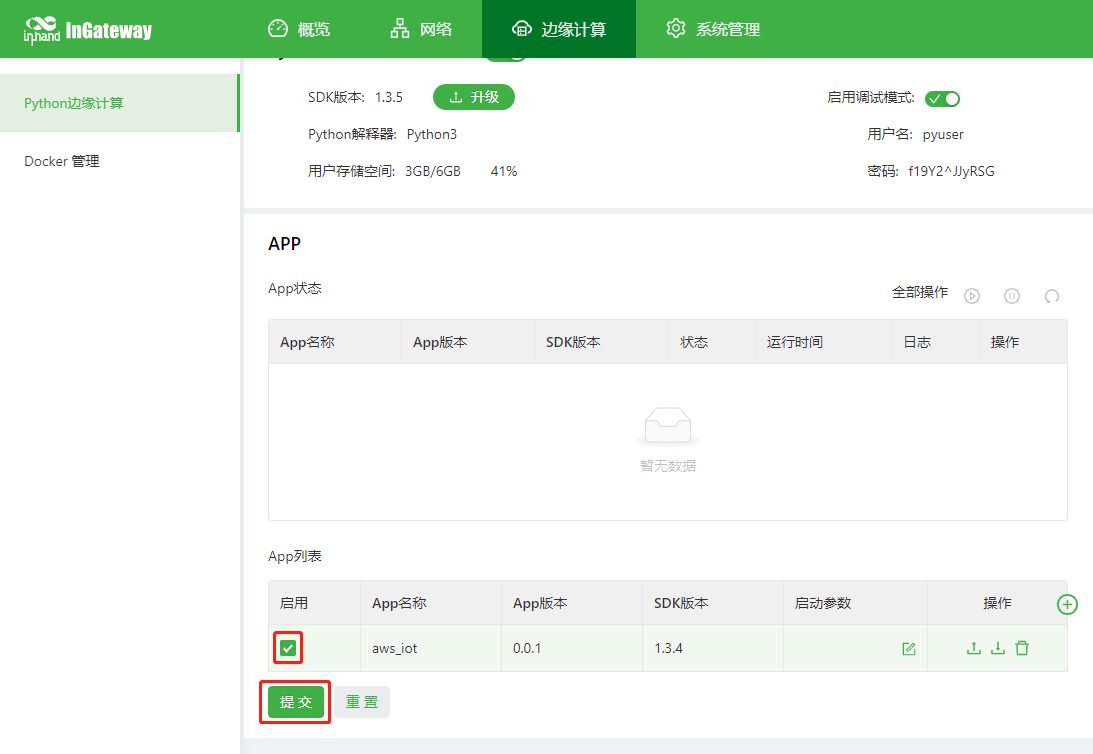 inhand InGateway 概览 网络 边缘计算 系统管理
Python边缘计算
Docker 管理
SDK版本: 1.3.5 升级 启用调试模式:
Python解释器: Python3 用户名: pyuser
用户存储空间: 3GB/6GB 41% 密码: f19Y2^JJyRSG
APP
App状态 全部操作
App名称 App版本 SDK版本 状态 运行时间 日志 操作
暂无数据
App列表
启用 App名称 App版本 SDK版本 启动参数 操作
aws_iot 0.0.1 1.3.4
提交 重置